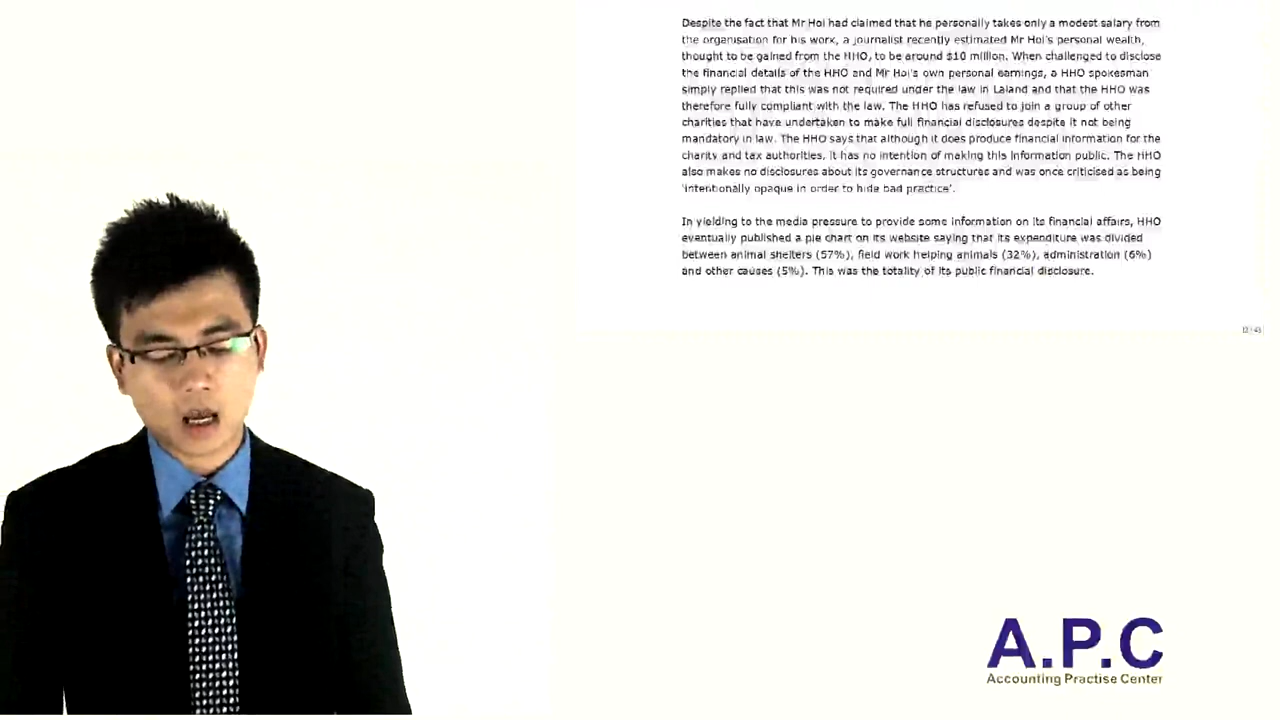 Despite the fact that Mr Hoi had claimed that he personally takes only a modest salary from
the organisation for his work, a journalist recently estimated Mr Hoi's personal wealth,
thought to be gained from the HHO, to be around $10 million. When challenged to disclose
the financial details of the HHO and Mr Hoi's own personal earnings, a HHO spokesman
simply replied that this was not required under the law in Laland and that the HHO was
therefore fully compliant with the law. The HHO has refused to join a group of other
charities that have undertaken to make full financial disclosures despite it not being
mandatory in law. The HHO says that although it does produce financial information for the
charity and tax authorities, it has no intention of making this information public. The HHO
also makes no disclosures about its governance structures and was once criticised as being
'intentionally opaque in order to hide bad practice'.
In yielding to the media pressure to provide some information on its financial affairs, HHO
eventually published a pie chart on its website saying that its expenditure was divided
between animal shelters (57%), field work helping animals (32%), administration (6%)
and other causes (5%). This was the totality of its public financial disclosure.
A.P.C
Accounting Practise Center